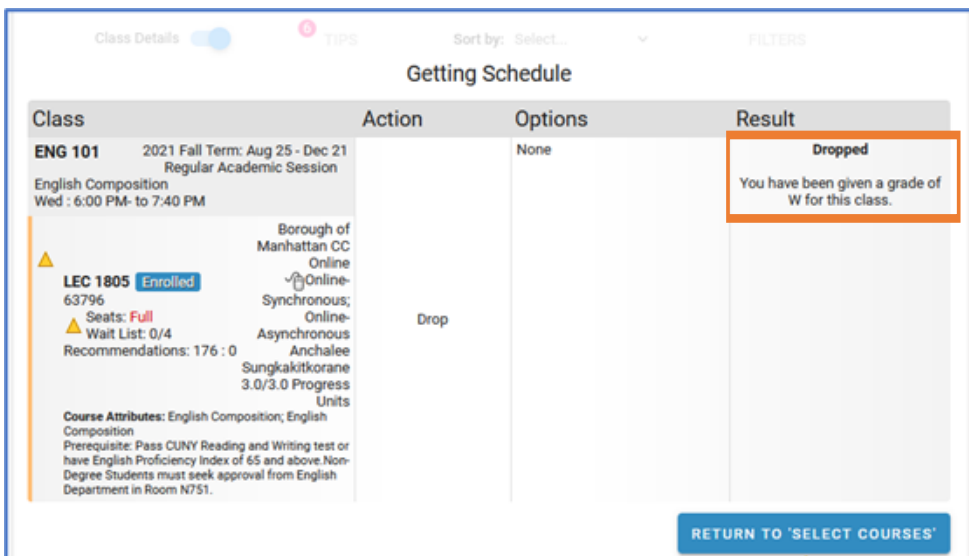 Class Details 6 TIPS Sort by: Select... FILTERS
Getting Schedule
Class Action Options Result
ENG 101 2021 Fall Term: Aug 25 - Dec 21
Regular Academic Session
English Composition
Wed : 6:00 PM- to 7:40 PM
None
Dropped
You have been given a grade of
W for this class.
Borough of
Manhattan CC
Online
Online-
Synchronous;
Online-
Asynchronous
Anchalee
Sungkakitkorane
3.0/3.0 Progress
Units
LEC 1805 Enrolled
63796
Seats: Full
Wait List: 0/4
Recommendations: 176 : 0
Drop
Course Attributes: English Composition; English
Composition
Prerequisite: Pass CUNY Reading and Writing test or
have English Proficiency Index of 65 and above.Non-
Degree Students must seek approval from English
Department in Room N751.
RETURN TO 'SELECT COURSES'